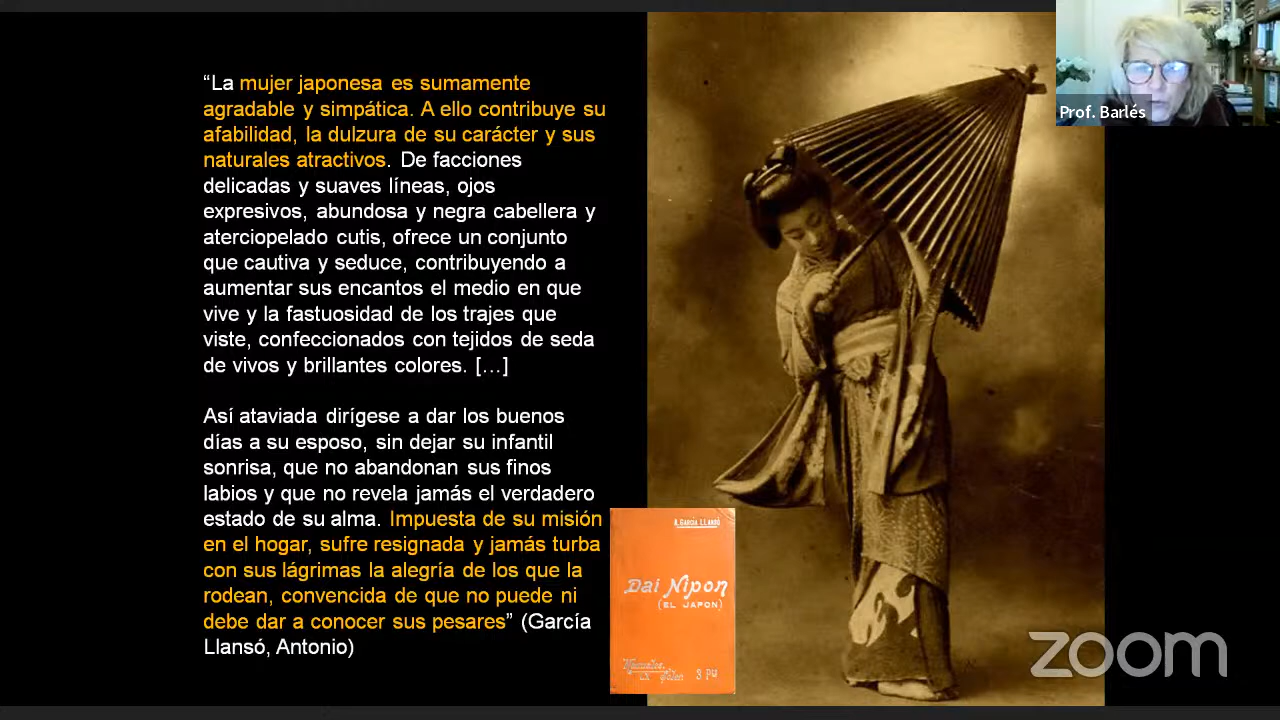 “La mujer japonesa es sumamente
agradable y simpática. A ello contribuye su
afabilidad, la dulzura de su carácter y sus
naturales atractivos. De facciones
delicadas y suaves líneas, ojos
expresivos, abundosa y negra cabellera y
aterciopelado cutis, ofrece un conjunto
que cautiva y seduce, contribuyendo a
aumentar sus encantos el medio en que
vive y la fastuosidad de los trajes que
viste, confeccionados con tejidos de seda
de vivos y brillantes colores. […]
Así ataviada dirígese a dar los buenos
días a su esposo, sin dejar su infantil
sonrisa, que no abandonan sus finos
labios y que no revela jamás el verdadero
estado de su alma. Impuesta de su misión
en el hogar, sufre resignada y jamás turba
con sus lágrimas la alegría de los que la
rodean, convencida de que no puede ni
debe dar a conocer sus pesares” (García
Llansó, Antonio)
A. GARCIA LLANSÓ
Dai Nipon
(EL JAPON)
Manuales
Prof. Barlés
zoom